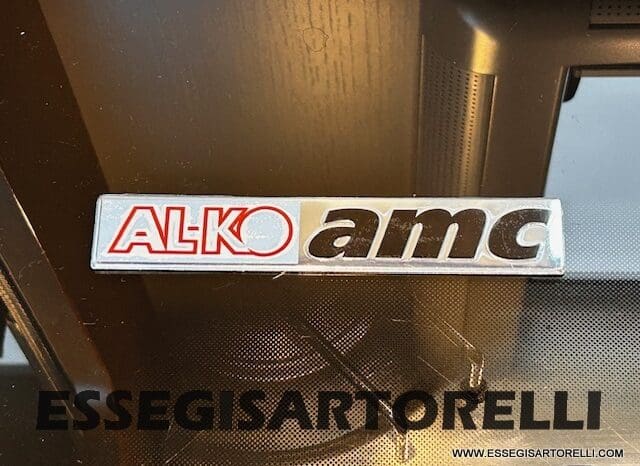 AL-KO amc
ESSEGISARTORELLI
WWW.ESSEGISARTORELLI.COM